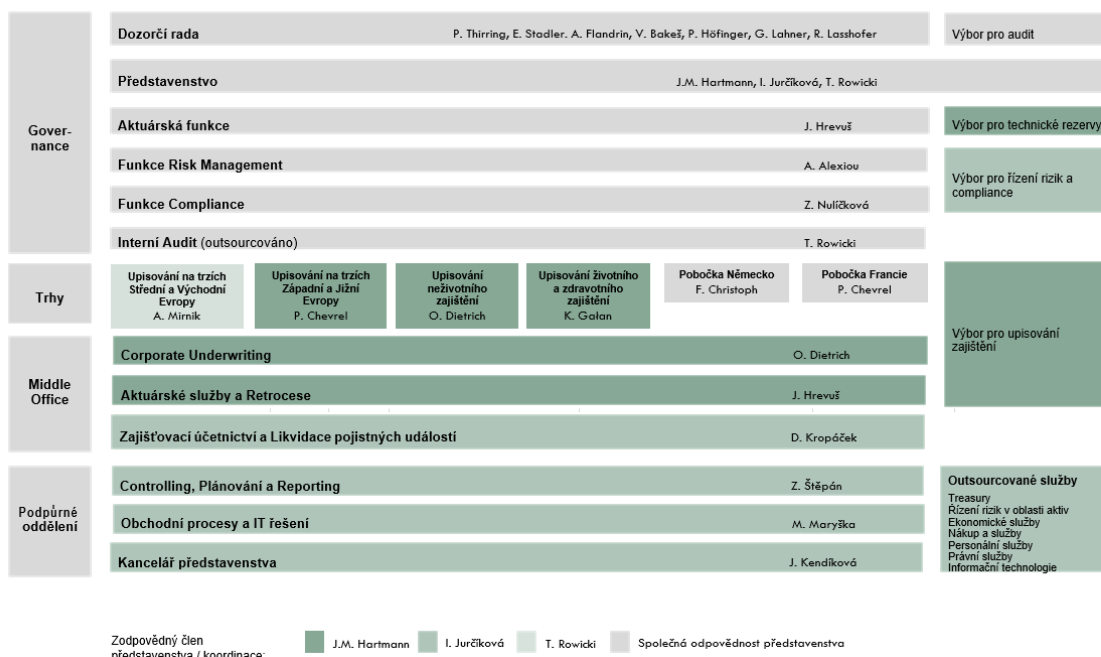 Dozorčí rada P. Thirring, E. Stadler. A. Flandrin, V. Bakeš, P. Höfinger, G. Lahner, R. Lasshofer Výbor pro audit
Představenstvo J.M. Hartmann, I. Jurčíková, T. Rowicki
Gover-
nance
Aktuárská funkce J. Hrevuš Výbor pro technické rezervy
Funkce Risk Management A. Alexiou
Výbor pro řízení rizik a
compliance
Funkce Compliance Z. Nulíčková
Interní Audit (outsourcováno) T. Rowicki
Trhy
Upisování na trzích
Střední a Východní
Evropy
A. Mirnik
Upisování na trzích
Západní a Jižní
Evropy
P. Chevrel
Upisování
neživotního
zajištění
O. Dietrich
Upisování životního
a zdravotního
zajištění
K. Gałan
Pobočka Německo
F. Christoph
Pobočka Francie
P. Chevrel
Výbor pro upisování
zajištění
Middle
Office
Corporate Underwriting O. Dietrich
Aktuárské služby a Retrocese J. Hrevuš
Zajišťovací účetnictví a Likvidace pojistných událostí D. Kropáček
Podpůrné
oddělení
Controlling, Plánování a Reporting Z. Štěpán
Obchodní procesy a IT řešení M. Maryška
Kancelář představenstva J. Kendíková
Outsourcované služby
Treasury
Řízení rizik v oblasti aktiv
Ekonomické služby
Nákup a služby
Personální služby
Právní služby
Informační technologie
Zodpovědný člen
představenstva / koordinace:
J.M. Hartmann I. Jurčíková T. Rowicki Společná odpovědnost představenstva